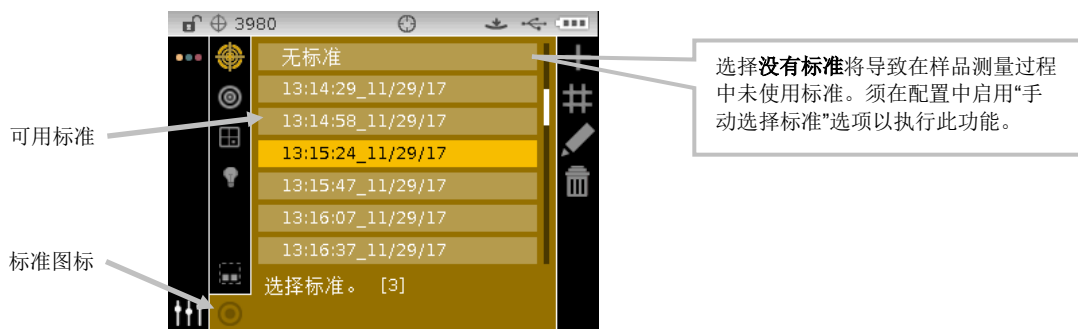 3980
无标准
13:14:29_11/29/17
13:14:58_11/29/17
13:15:24_11/29/17
13:15:47_11/29/17
13:16:07_11/29/17
13:16:37_11/29/17
选择标准。 [3]
可用标准
标准图标
选择没有标准将导致在样品测量过程
中未使用标准。须在配置中启用“手
动选择标准”选项以执行此功能。